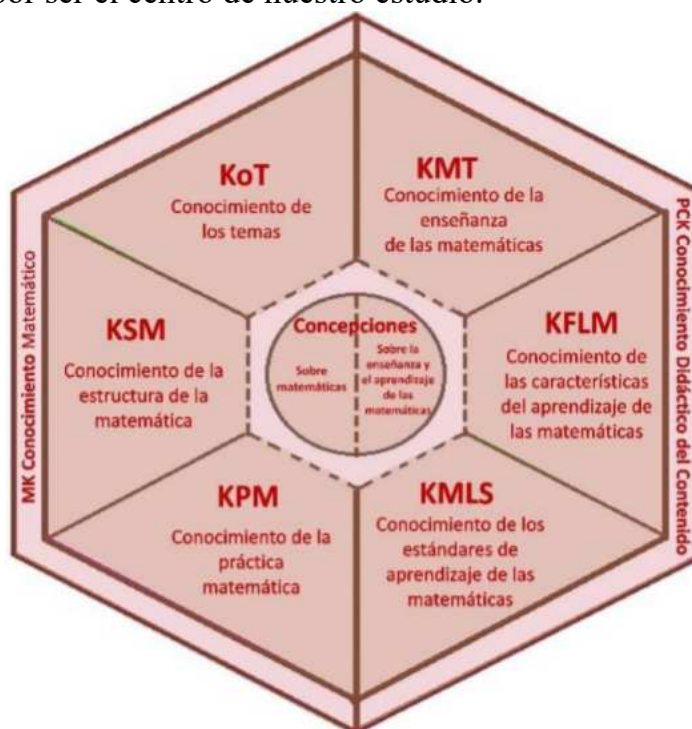 por ser el centro de nuestro estudio.
KoT
Conocimiento de
los temas
KMT
Conocimiento de la
enseñanza
de las matemáticas
MK Conocimiento Matemático
PCK Conocimiento Didáctico del Contenido
KSM
Conocimiento de la
estructura de la
matemática
Concepciones
Sobre
matemáticas
Sobre la
enseñanza y
el aprendizaje
de las
matemáticas
KFLM
Conocimiento de
las características
del aprendizaje de
las matemáticas
KPM
Conocimiento de la
práctica
matemática
KMLS
Conocimiento de los
estándares de
aprendizaje de las
matemáticas